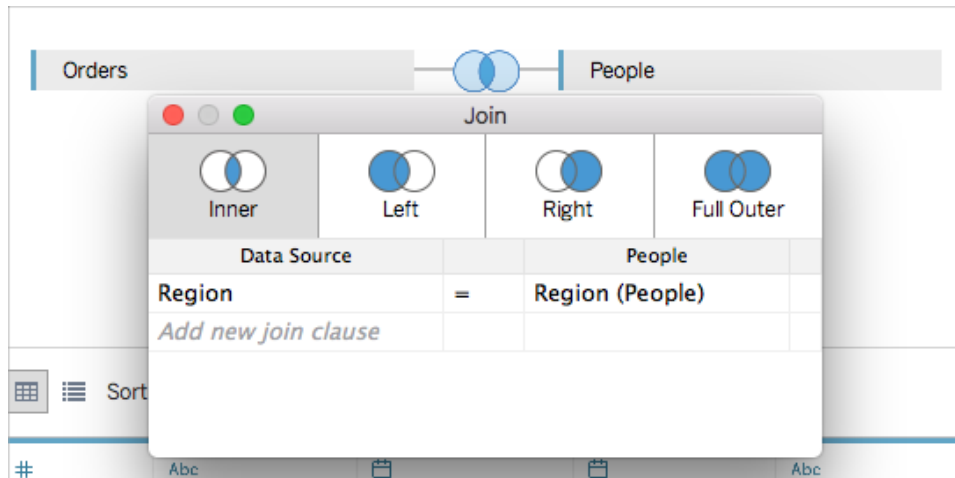 Orders
People
Join
Inner
Left
Right
Full Outer
Data Source
People
Region = Region (People)
Add new join clause
Sort
# Abc Abc